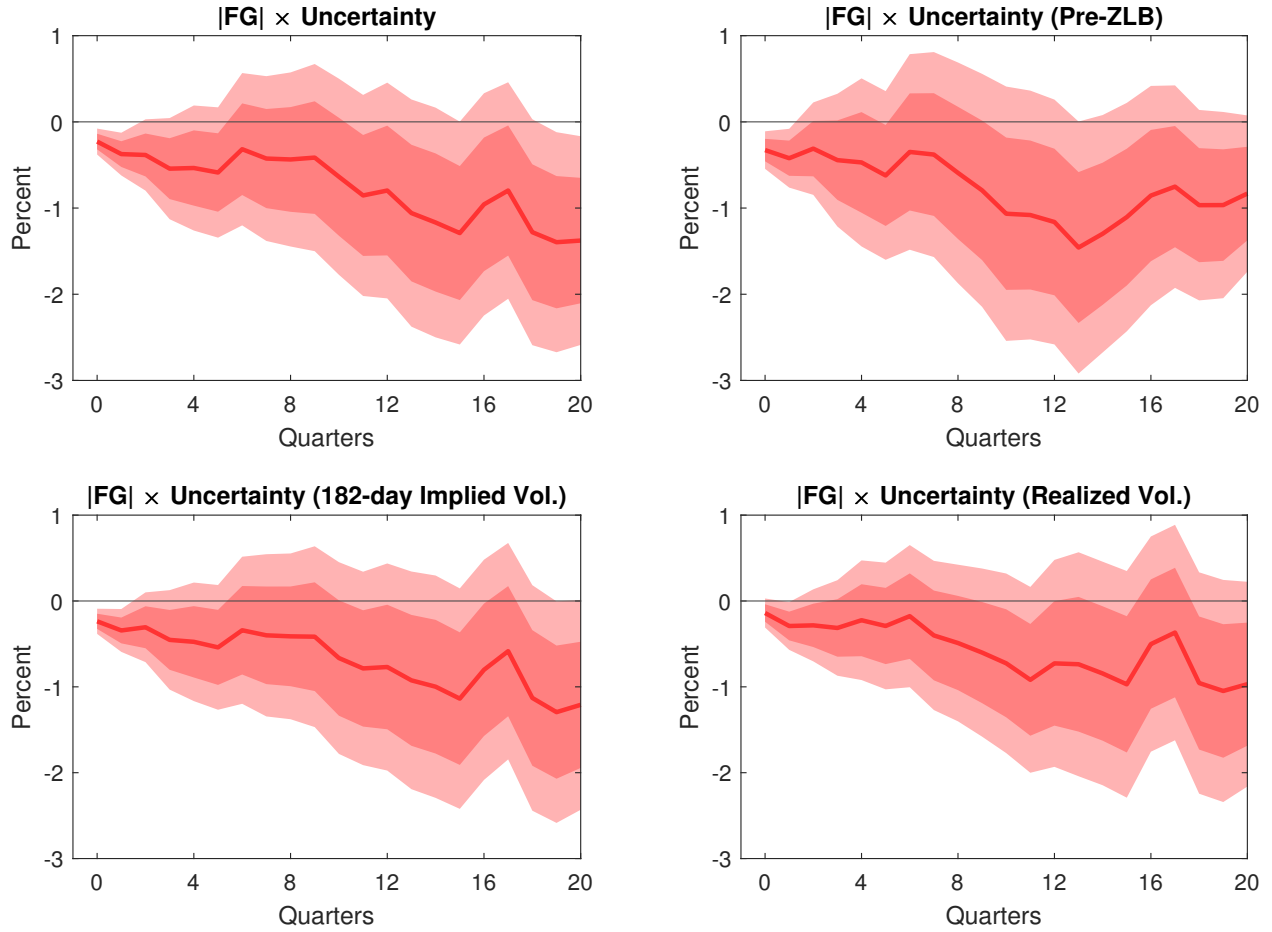 |FG| × Uncertainty
1
0
-1
-2
-3
Percent
0 4 8 12 16 20
Quarters
|FG| × Uncertainty (Pre-ZLB)
1
0
-1
-2
-3
Percent
0 4 8 12 16 20
Quarters
|FG| × Uncertainty (182-day Implied Vol.)
1
0
-1
-2
-3
Percent
0 4 8 12 16 20
Quarters
|FG| × Uncertainty (Realized Vol.)
1
0
-1
-2
-3
Percent
0 4 8 12 16 20
Quarters